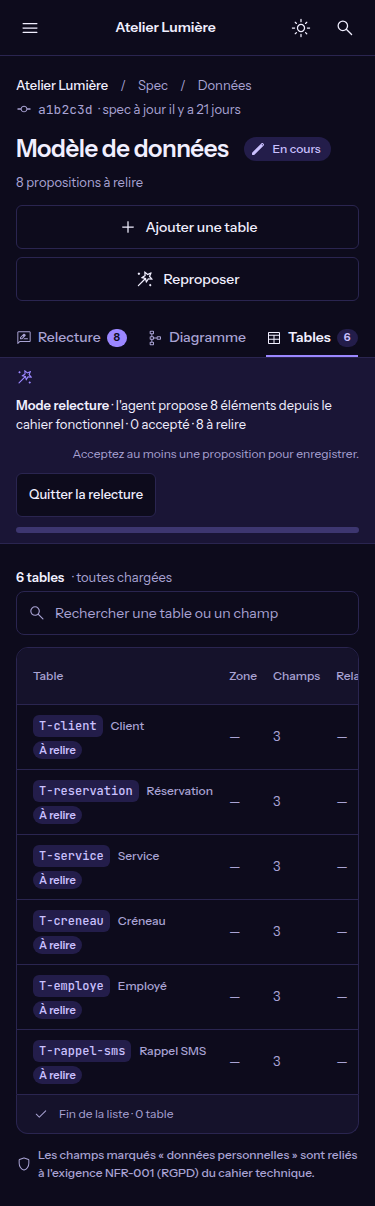 Atelier Lumière
Atelier Lumière / Spec / Données
a1b2c3d · spec à jour il y a 21 jours
Modèle de données En cours
8 propositions à relire
Ajouter une table
Reproposer
Relecture 8 Diagramme Tables 6
Mode relecture · l'agent propose 8 éléments depuis le
cahier fonctionnel · 0 accepté · 8 à relire
Acceptez au moins une proposition pour enregistrer.
Quitter la relecture
6 tables · toutes chargées
Rechercher une table ou un champ
Table Zone Champs Rela
T-client Client — 3 —
À relire
T-reservation Réservation — 3 —
À relire
T-service Service — 3 —
À relire
T-creneau Créneau — 3 —
À relire
T-employe Employé — 3 —
À relire
T-rappel-sms Rappel SMS — 3 —
À relire
Fin de la liste · 0 table
Les champs marqués « données personnelles » sont reliés
à l'exigence NFR-001 (RGPD) du cahier technique.